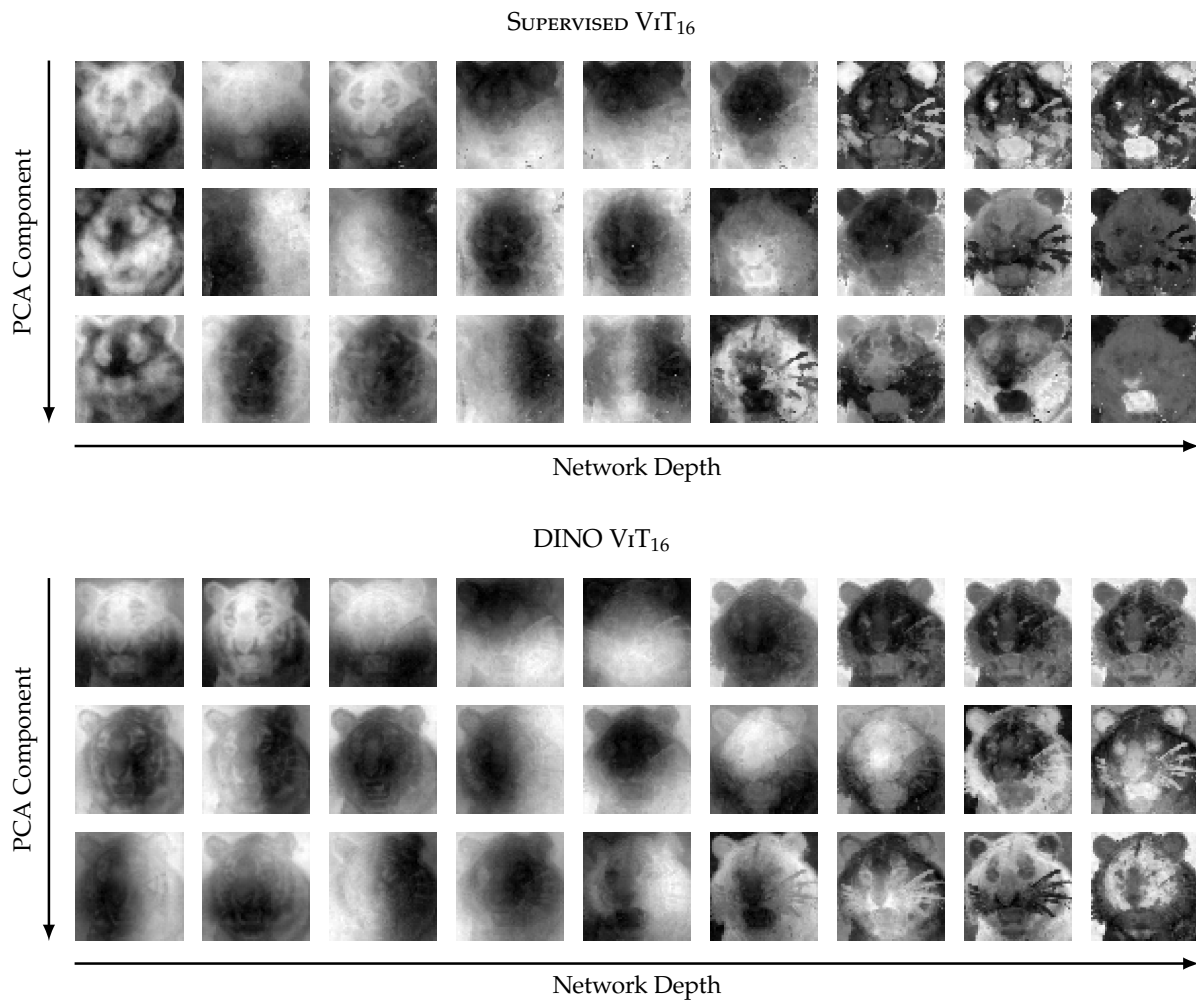 SUPERVISED VIT16
PCA Component
Network Depth
DINO VIT16
PCA Component
Network Depth